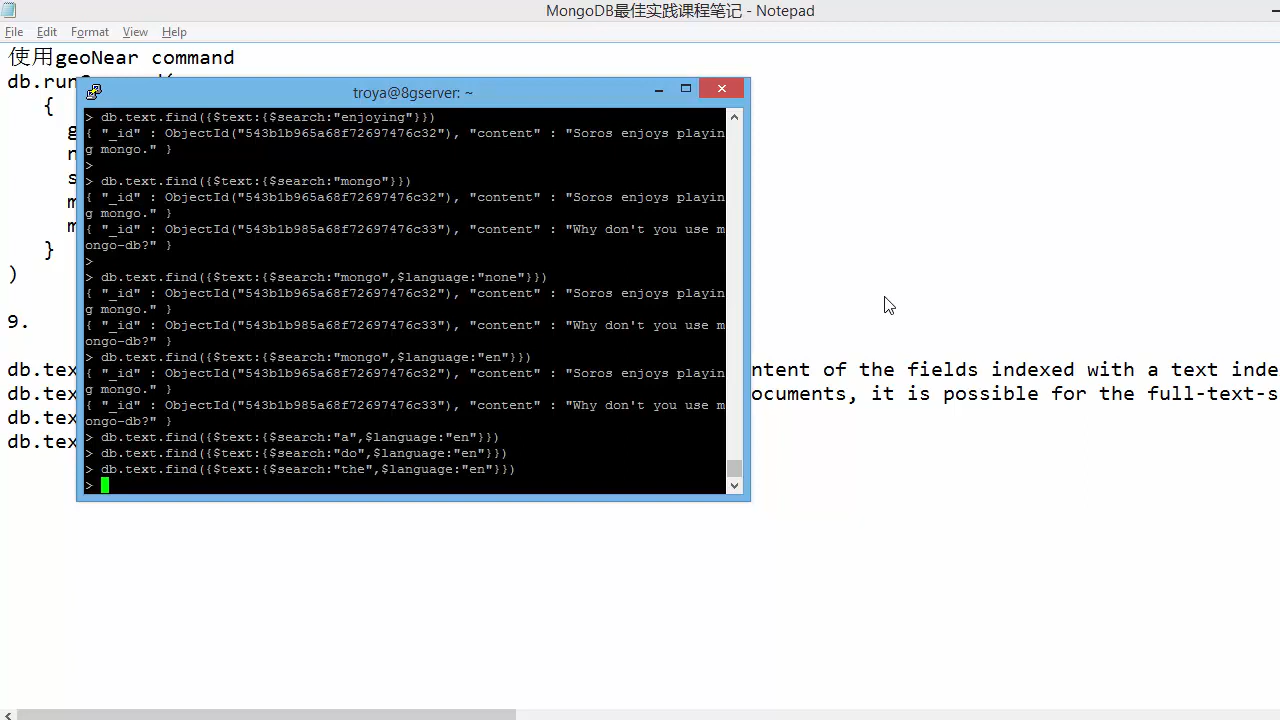 MongoDB最佳实践课程笔记 - Notepad
File Edit Format View Help
使用geoNear command
db.run
{
g
n
s
m
m
}
)
9.
db.tex
ntent of the fields indexed with a text inde
db.tex
ocuments, it is possible for the full-text-s
db.tex
db.tex
troya@8gserver: ~
> db.text.find({$text:{$search:"enjoying"}})
{ "_id" : ObjectId("543b1b965a68f72697476c32"), "content" : "Soros enjoys playin
g mongo." }
>
> db.text.find({$text:{$search:"mongo"}})
{ "_id" : ObjectId("543b1b965a68f72697476c32"), "content" : "Soros enjoys playin
g mongo." }
{ "_id" : ObjectId("543b1b985a68f72697476c33"), "content" : "Why don't you use m
ongo-db?" }
>
> db.text.find({$text:{$search:"mongo",$language:"none"}})
{ "_id" : ObjectId("543b1b965a68f72697476c32"), "content" : "Soros enjoys playin
g mongo." }
{ "_id" : ObjectId("543b1b985a68f72697476c33"), "content" : "Why don't you use m
ongo-db?" }
> db.text.find({$text:{$search:"mongo",$language:"en"}})
{ "_id" : ObjectId("543b1b965a68f72697476c32"), "content" : "Soros enjoys playin
g mongo." }
{ "_id" : ObjectId("543b1b985a68f72697476c33"), "content" : "Why don't you use m
ongo-db?" }
> db.text.find({$text:{$search:"a",$language:"en"}})
> db.text.find({$text:{$search:"do",$language:"en"}})
> db.text.find({$text:{$search:"the",$language:"en"}})
>